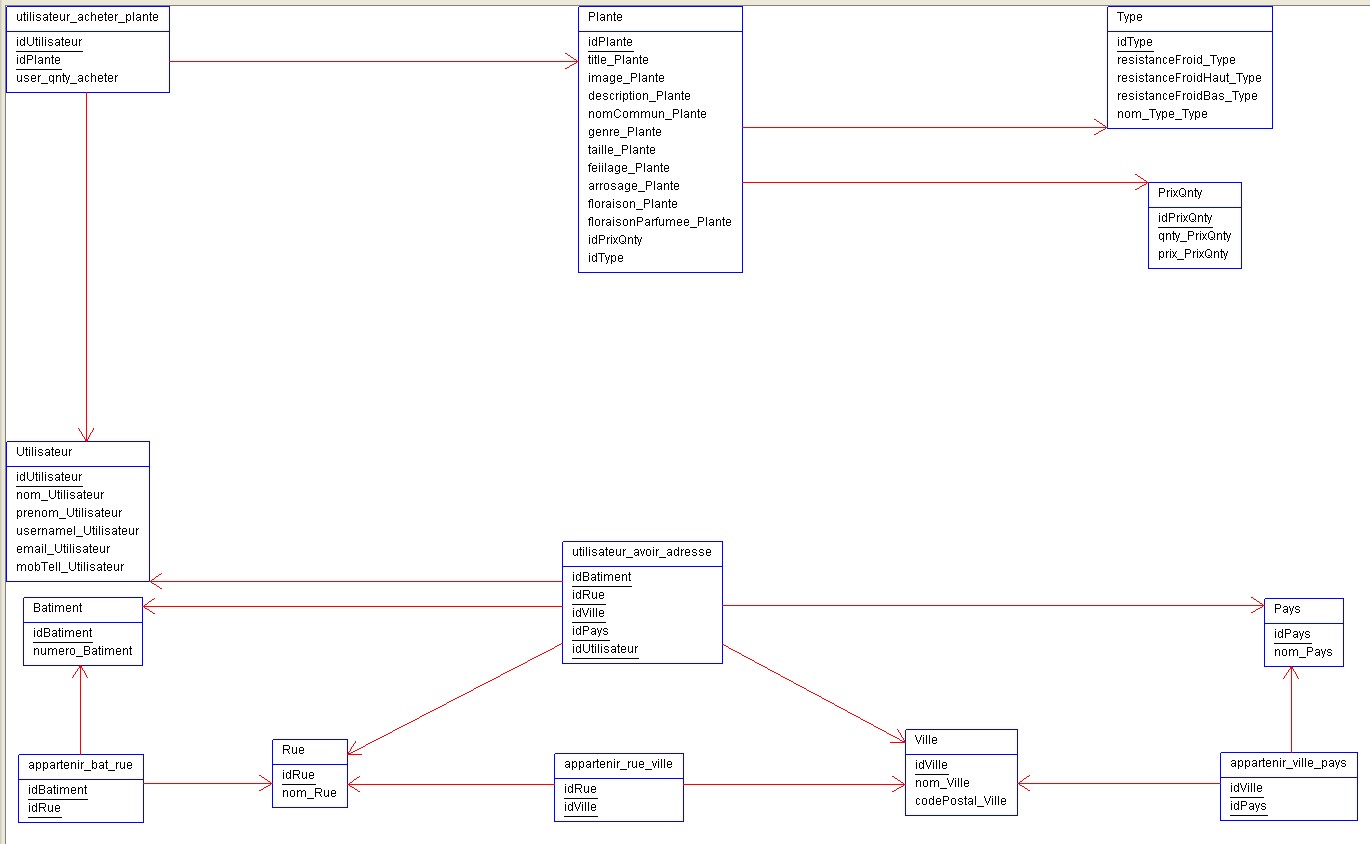 utilisateur_acheter_plante
idUtilisateur
idPlante
user_qnty_acheter
Plante
idPlante
title_Plante
image_Plante
description_Plante
nomCommun_Plante
genre_Plante
taille_Plante
feiilage_Plante
arrosage_Plante
floraison_Plante
floraisonParfumee_Plante
idPrixQnty
idType
Type
idType
resistanceFroid_Type
resistanceFroidHaut_Type
resistanceFroidBas_Type
nom_Type_Type
PrixQnty
idPrixQnty
qnty_PrixQnty
prix_PrixQnty
Utilisateur
idUtilisateur
nom_Utilisateur
prenom_Utilisateur
usernamel_Utilisateur
email_Utilisateur
mobTell_Utilisateur
utilisateur_avoir_adresse
idBatiment
idRue
idVille
idPays
idUtilisateur
Batiment
idBatiment
numero_Batiment
Pays
idPays
nom_Pays
appartenir_bat_rue
idBatiment
idRue
Rue
idRue
nom_Rue
appartenir_rue_ville
idRue
idVille
Ville
idVille
nom_Ville
codePostal_Ville
appartenir_ville_pays
idVille
idPays